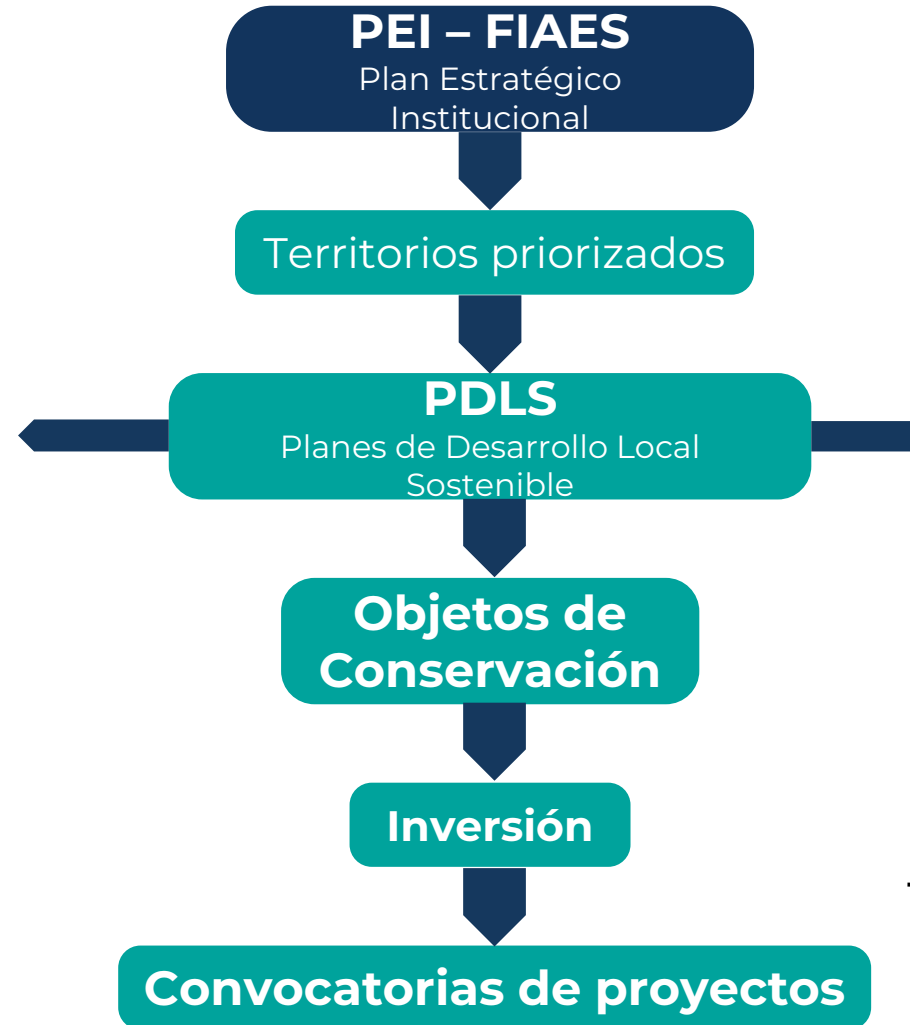 PEI – FIAES
Plan Estratégico
Institucional
Territorios priorizados
PDLS
Planes de Desarrollo Local
Sostenible
Objetos de
Conservación
Inversión
Convocatorias de proyectos